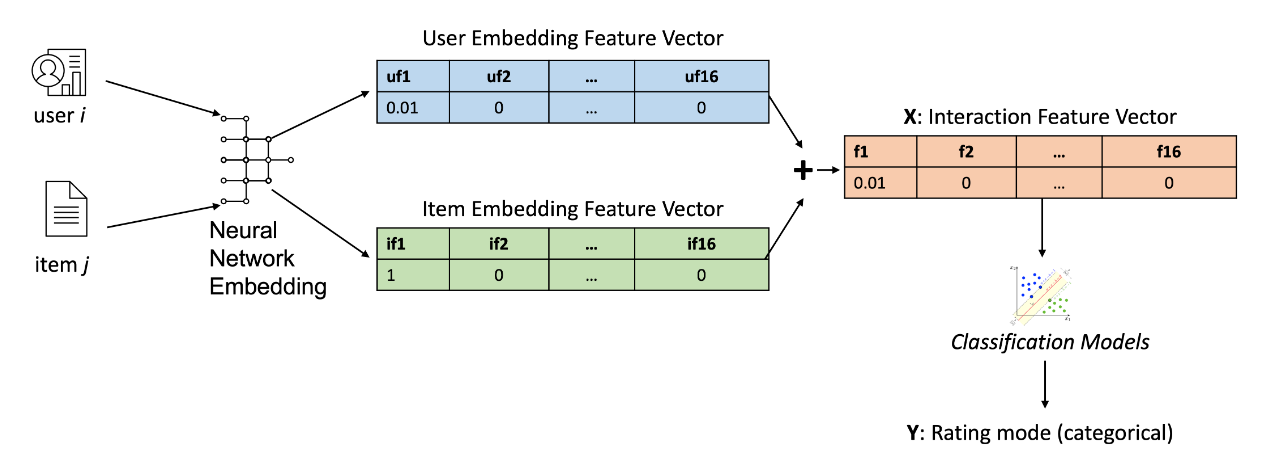 User Embedding Feature Vector
uf1 uf2 ... uf16
0.01 0 ... 0
user i
X: Interaction Feature Vector
f1 f2 ... f16
0.01 0 ... 0
+
Item Embedding Feature Vector
if1 if2 ... if16
1 0 ... 0
item j
Neural
Network
Embedding
Classification Models
Y: Rating mode (categorical)